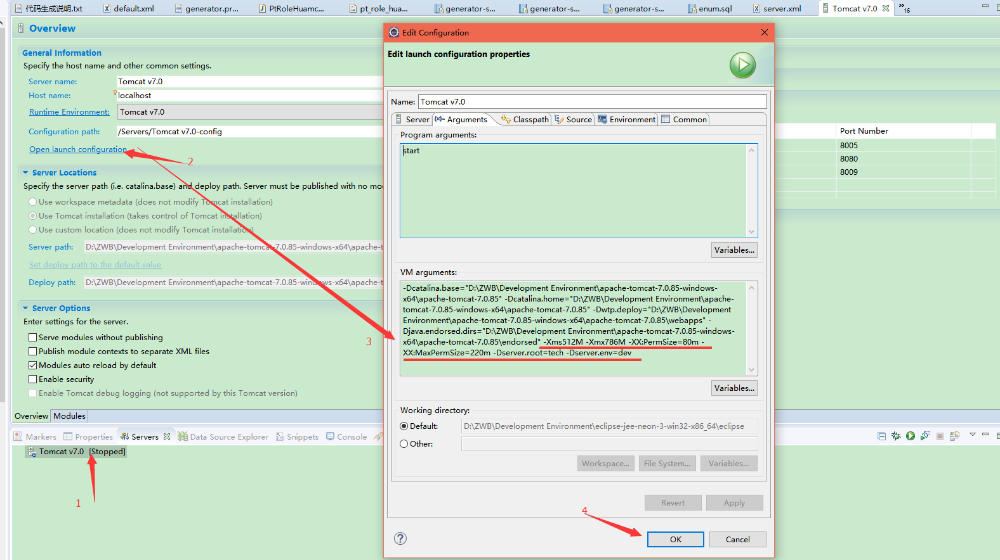 代码生成说明.txt
default.xml
generator.pr...
PtRoleHuamc...
pt_role_hua...
generator-s...
generator-s...
generator-s...
enum.sql
server.xml
Tomcat v7.0
»16
Overview
General Information
Specify the host name and other common settings.
Server name:
Tomcat v7.0
Host name:
localhost
Runtime Environment:
Tomcat v7.0
Configuration path:
/Servers/Tomcat v7.0-config
Open launch configuration
2
Server Locations
Specify the server path (i.e. catalina.base) and deploy path. Server must be published with no mo
Use workspace metadata (does not modify Tomcat installation)
Use Tomcat installation (takes control of Tomcat installation)
Use custom location (does not modify Tomcat installation)
Server path:
D:\ZWB\Development Environment\apache-tomcat-7.0.85-windows-x64\apache-t
Set deploy path to the default value
Deploy path:
D:\ZWB\Development Environment\apache-tomcat-7.0.85-windows-x64\apache-t
Server Options
Enter settings for the server.
Serve modules without publishing
Publish module contexts to separate XML files
Modules auto reload by default
Enable security
Enable Tomcat debug logging (not supported by this Tomcat version)
Overview
Modules
Markers
Properties
Servers
Data Source Explorer
Snippets
Console
Tomcat v7.0 [Stopped]
1
3
Port Number
8005
8080
8009
Edit Configuration
Edit launch configuration properties
Name:
Tomcat v7.0
Server
(x)= Arguments
Classpath
Source
Environment
Common
Program arguments:
start
Variables...
VM arguments:
-Dcatalina.base="D:\ZWB\Development Environment\apache-tomcat-7.0.85-windows-
x64\apache-tomcat-7.0.85" -Dcatalina.home="D:\ZWB\Development Environment\apache-
tomcat-7.0.85-windows-x64\apache-tomcat-7.0.85" -Dwtp.deploy="D:\ZWB\Development
Environment\apache-tomcat-7.0.85-windows-x64\apache-tomcat-7.0.85\webapps" -
Djava.endorsed.dirs="D:\ZWB\Development Environment\apache-tomcat-7.0.85-windows-
x64\apache-tomcat-7.0.85\endorsed" -Xms512M -Xmx786M -XX:PermSize=80m -
XX:MaxPermSize=220m -Dserver.root=tech -Dserver.env=dev
Variables...
Working directory:
Default:
D:\ZWB\Development Environment\eclipse-jee-neon-3-win32-x86_64\eclipse
Other:
Workspace...
File System...
Variables...
Revert
Apply
4
?
OK
Cancel